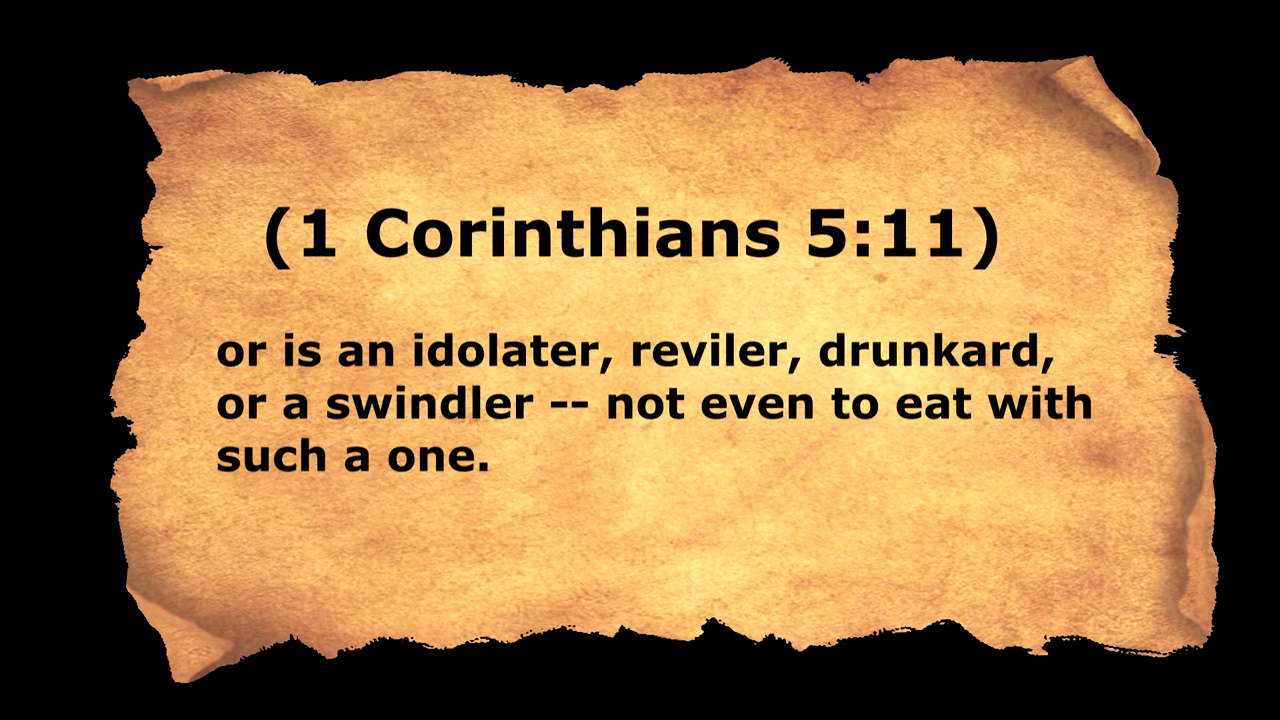 (1 Corinthians 5:11)
or is an idolater, reviler, drunkard,
or a swindler -- not even to eat with
such a one.